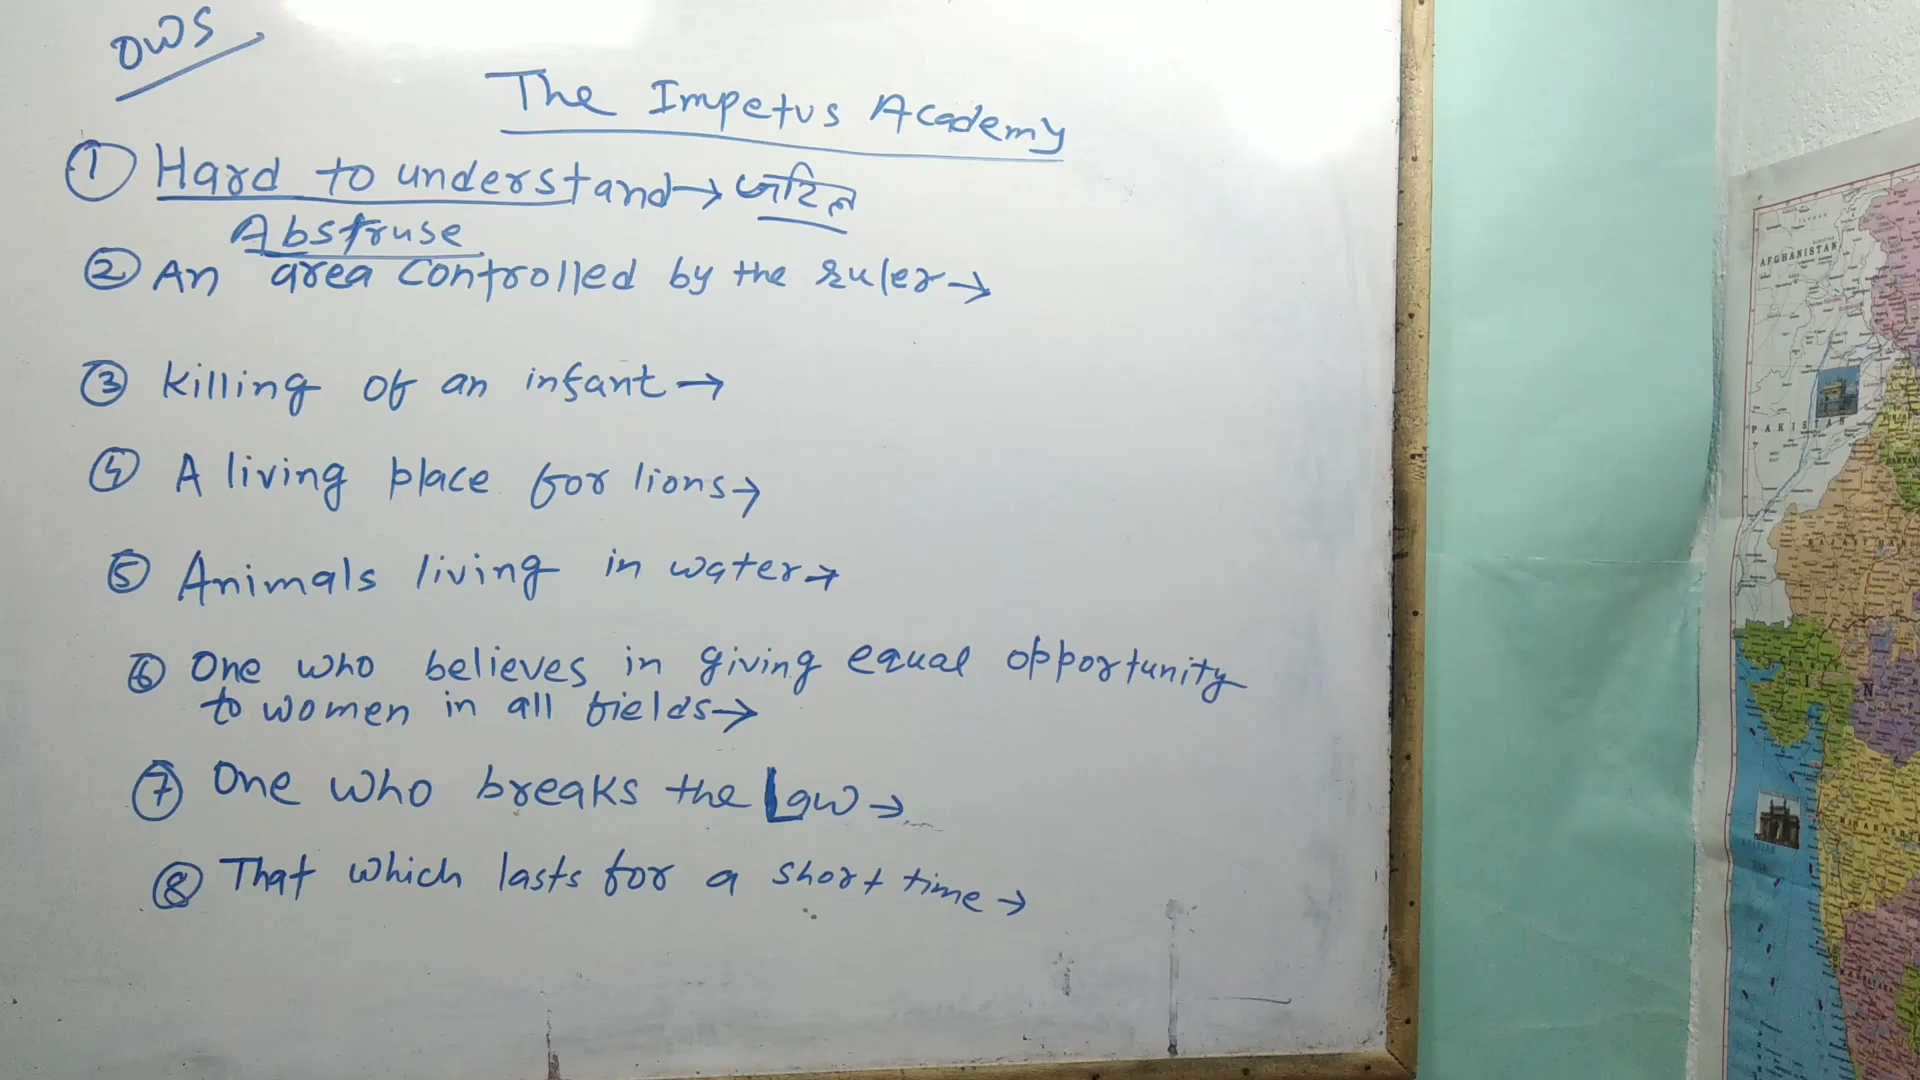 OWS
The Impetus Academy
① Hard to understand → जटिल
Abstruse
② An area controlled by the ruler →
③ Killing of an infant →
④ A living place for lions →
⑤ Animals living in water →
⑥ One who believes in giving equal opportunity
to women in all fields →
⑦ One who breaks the Law →
⑧ That which lasts for a short time →
AFGHANISTAN
PAKISTAN